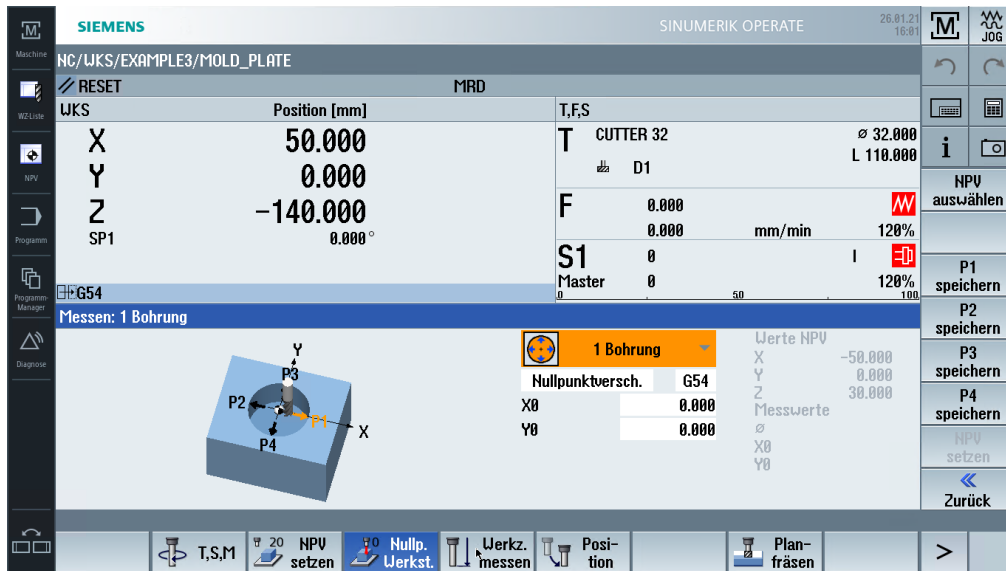 SIEMENS
SINUMERIK OPERATE
26.01.21
16:01
M
JOG
Maschine
NC/WKS/EXAMPLE3/MOLD_PLATE
RESET
MRD
WZ-Liste
WKS
Position [mm]
T,F,S
X
50.000
T
CUTTER 32
ø 32.000
L 110.000
D1
Y
0.000
NPV
Z
-140.000
F
0.000
0.000
mm/min
120%
SP1
0.000°
Programm
S1
0
I
Master
0
120%
0
50
100
G54
Programm-
Manager
Diagnose
Messen: 1 Bohrung
Y
P3
P2
P1
P4
X
1 Bohrung
Nullpunktversch.
G54
X0
0.000
Y0
0.000
Werte NPV
X
-50.000
Y
0.000
Z
30.000
Messwerte
ø
X0
Y0
i
NPV
auswählen
P1
speichern
P2
speichern
P3
speichern
P4
speichern
NPV
setzen
Zurück
T,S,M
20
NPV
setzen
0
Nullp.
Werkst.
Werkz.
messen
Posi-
tion
Plan-
fräsen
>